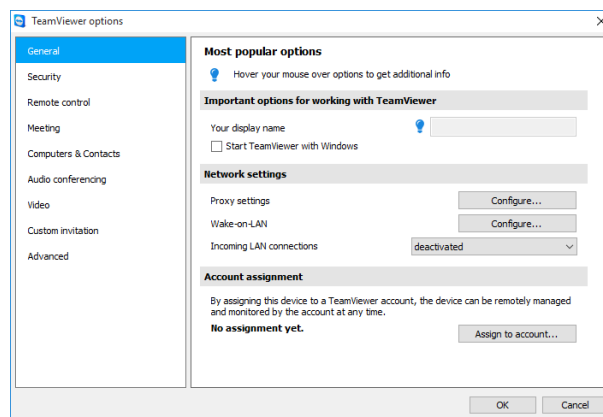 TeamViewer options
General
Security
Remote control
Meeting
Computers & Contacts
Audio conferencing
Video
Custom invitation
Advanced
Most popular options
Hover your mouse over options to get additional info
Important options for working with TeamViewer
Your display name
Start TeamViewer with Windows
Network settings
Proxy settings
Configure...
Wake-on-LAN
Configure...
Incoming LAN connections
deactivated
Account assignment
By assigning this device to a TeamViewer account, the device can be remotely managed
and monitored by the account at any time.
No assignment yet.
Assign to account...
OK
Cancel